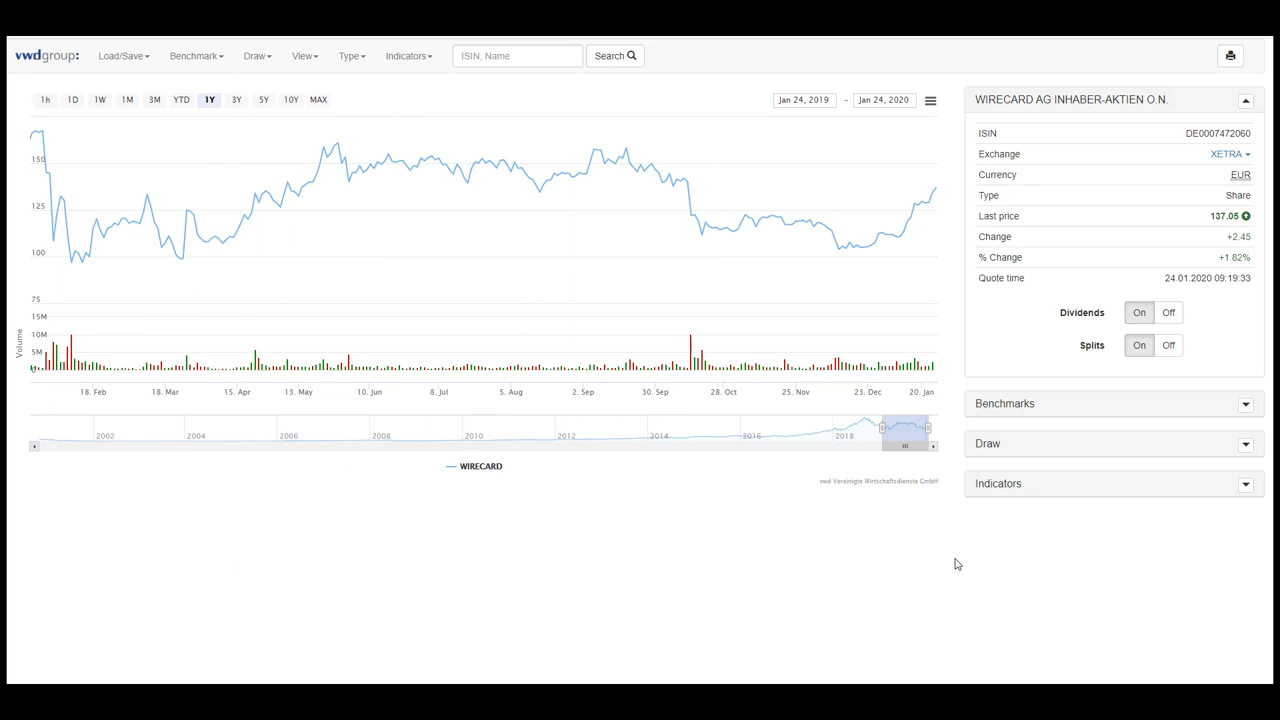 vwdgroup: Load/Save Benchmark Draw View Type Indicators ISIN, Name Search
1h 1D 1W 1M 3M YTD 1Y 3Y 5Y 10Y MAX Jan 24, 2019 - Jan 24, 2020
150
125
100
75
15M
10M
5M
0
Volume
18. Feb 18. Mar 15. Apr 13. May 10. Jun 8. Jul 5. Aug 2. Sep 30. Sep 28. Oct 25. Nov 23. Dec 20. Jan
2002 2004 2006 2008 2010 2012 2014 2016 2018
WIRECARD
vwd Vereinigte Wirtschaftsdienste GmbH
WIRECARD AG INHABER-AKTIEN O.N.
ISIN DE0007472060
Exchange XETRA
Currency EUR
Type Share
Last price 137.05
Change +2.45
% Change +1.82%
Quote time 24.01.2020 09:19:33
Dividends On Off
Splits On Off
Benchmarks
Draw
Indicators